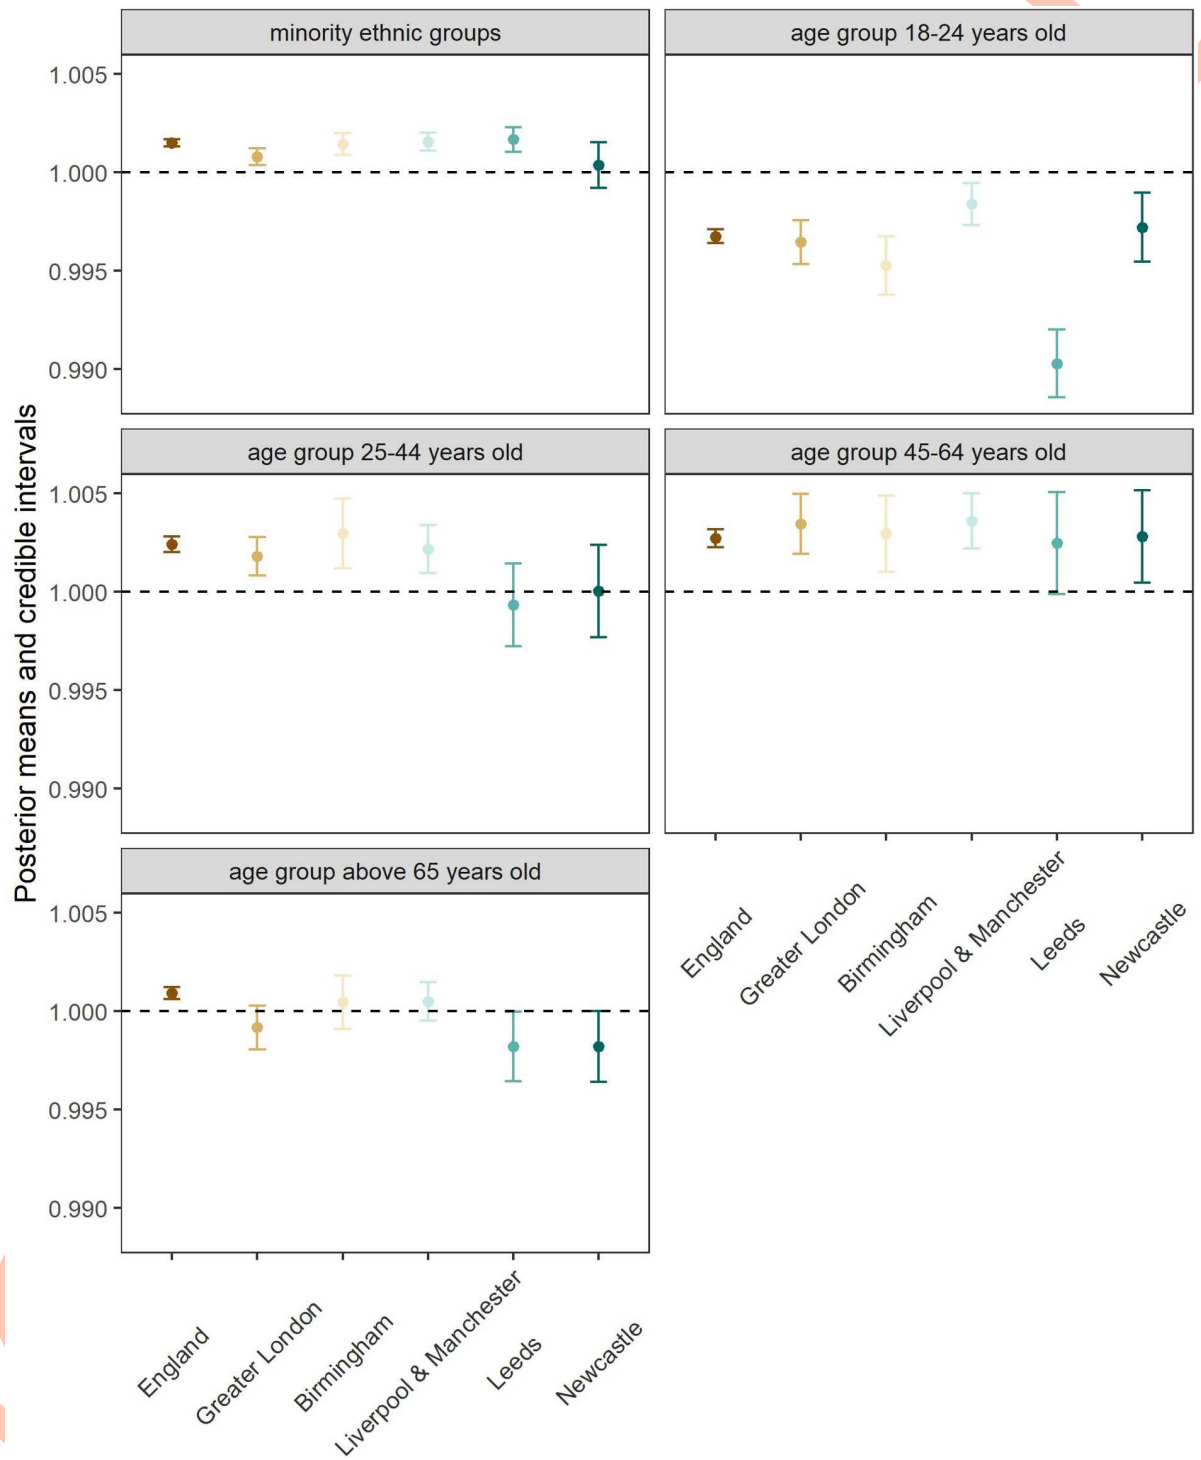 minority ethnic groups
age group 18-24 years old
1.005
1.000
0.995
0.990
age group 25-44 years old
age group 45-64 years old
1.005
1.000
0.995
0.990
Posterior means and credible intervals
age group above 65 years old
1.005
1.000
0.995
0.990
England
Greater London
Birmingham
Liverpool & Manchester
Leeds
Newcastle
England
Greater London
Birmingham
Liverpool & Manchester
Leeds
Newcastle